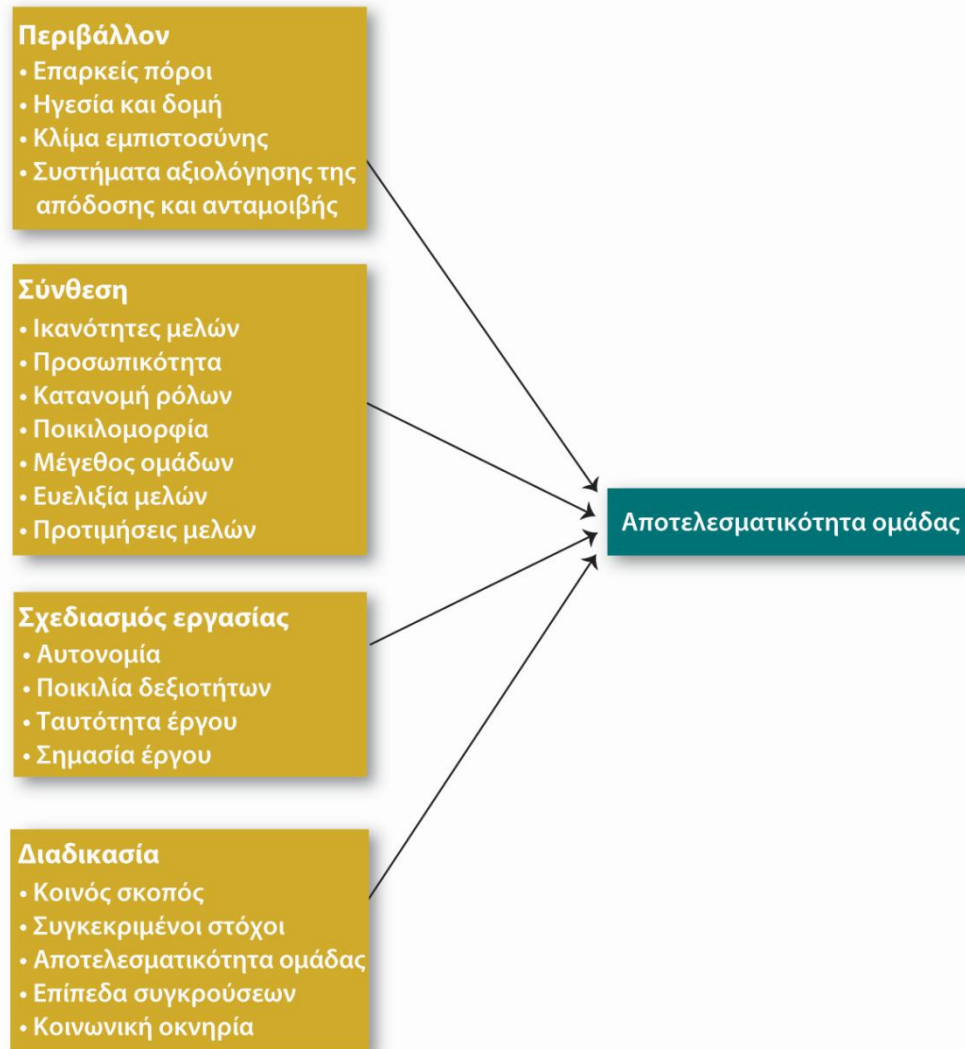 Περιβάλλον
• Επαρκείς πόροι
• Ηγεσία και δομή
• Κλίμα εμπιστοσύνης
• Συστήματα αξιολόγησης της
απόδοσης και ανταμοιβής
Σύνθεση
• Ικανότητες μελών
• Προσωπικότητα
• Κατανομή ρόλων
• Ποικιλομορφία
• Μέγεθος ομάδων
• Ευελιξία μελών
• Προτιμήσεις μελών
Σχεδιασμός εργασίας
• Αυτονομία
• Ποικιλία δεξιοτήτων
• Ταυτότητα έργου
• Σημασία έργου
Διαδικασία
• Κοινός σκοπός
• Συγκεκριμένοι στόχοι
• Αποτελεσματικότητα ομάδας
• Επίπεδα συγκρούσεων
• Κοινωνική οκνηρία
Αποτελεσματικότητα ομάδας